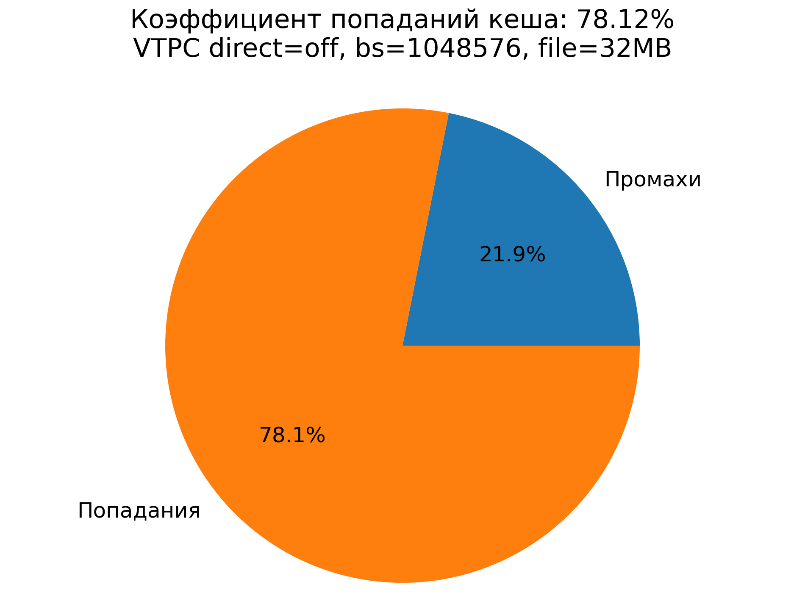 Коэффициент попаданий кеша: 78.12%
VTPC direct=off, bs=1048576, file=32MB
Промахи
21.9%
78.1%
Попадания